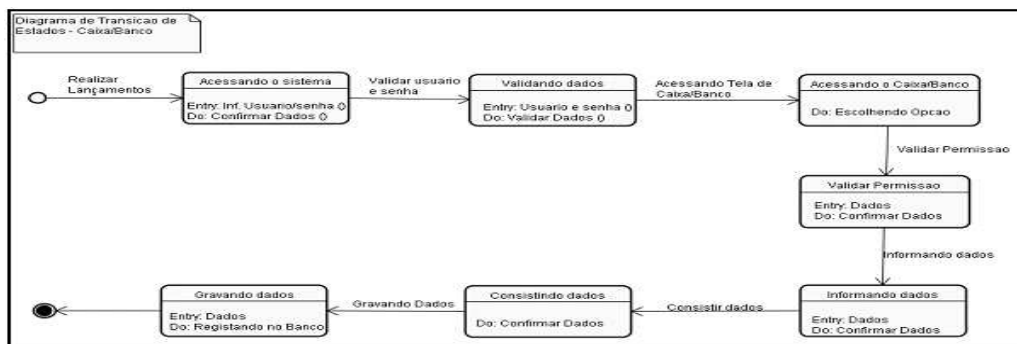 Diagrama de Transicao de
Estados - Caixa/Banco
Realizar
Lançamentos
Acessando o sistema
Entry: Inf. Usuario/senha ()
Do: Confirmar Dados ()
Validar usuario
e senha
Validando dados
Entry: Usuario e senha ()
Do: Validar Dados ()
Acessando Tela de
Caixa/Banco
Acessando o Caixa/Banco
Do: Escolhendo Opcao
Validar Permissao
Validar Permissao
Entry: Dados
Do: Confirmar Dados
Informando dados
Informando dados
Entry: Dados
Do: Confirmar Dados
Consistir dados
Consistindo dados
Do: Confirmar Dados
Gravando Dados
Gravando dados
Entry: Dados
Do: Registando no Banco